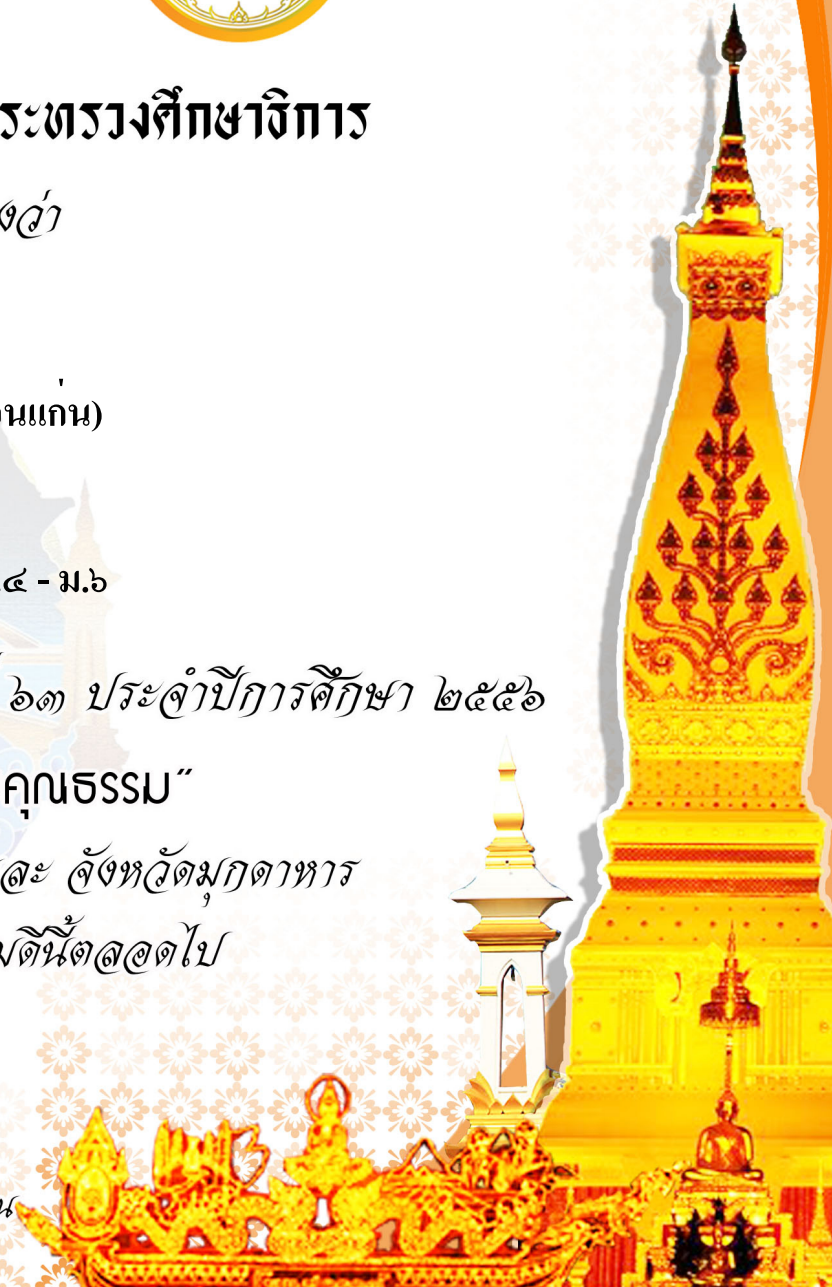 ระทรวงศึกษาธิการ
งว่า
อนแก่น)
๔ - ม.๖
๖๓ ประจำปีการศึกษา ๒๕๕๖
คุณธรรม”
ละ จังหวัดมุกดาหาร
มดีนี้ตลอดไป
น